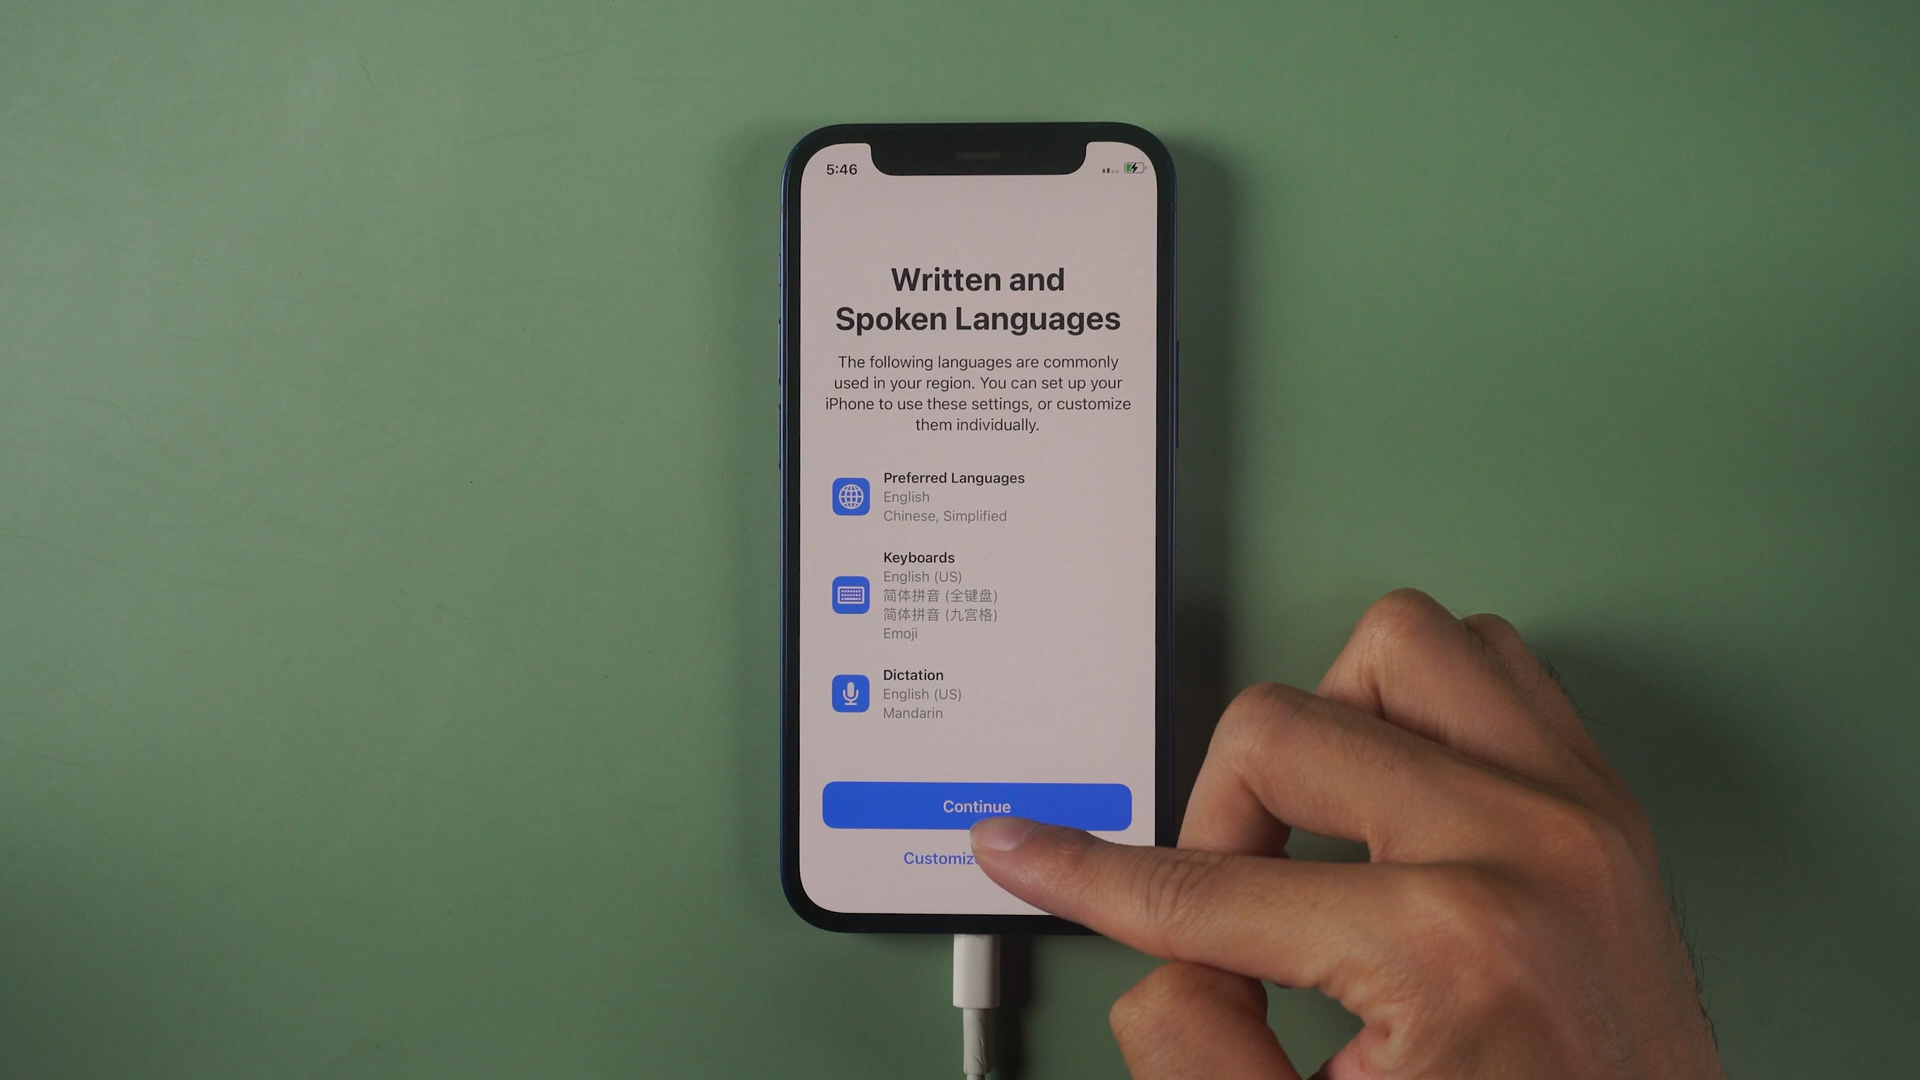 5:46
Written and
Spoken Languages
The following languages are commonly
used in your region. You can set up your
iPhone to use these settings, or customize
them individually.
Preferred Languages
English
Chinese, Simplified
Keyboards
English (US)
简体拼音 (全键盘)
简体拼音 (九宫格)
Emoji
Dictation
English (US)
Mandarin
Continue